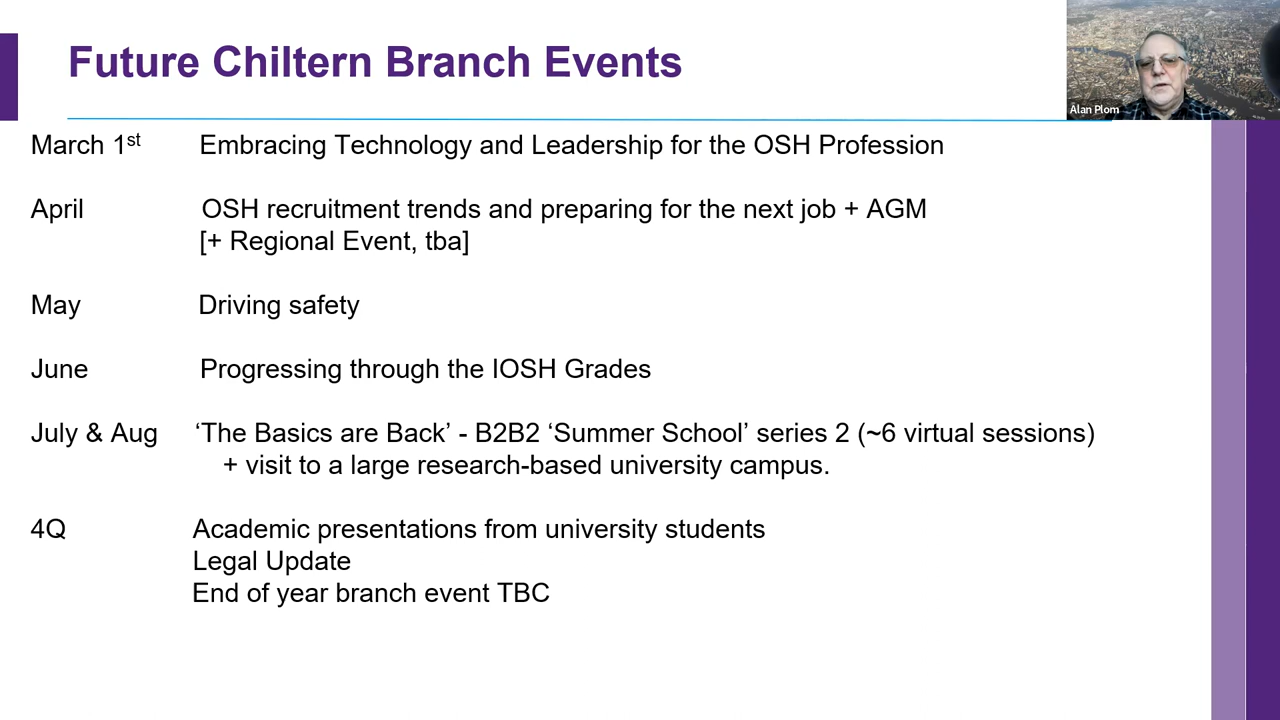 Future Chiltern Branch Events
Alan Plom
March 1st Embracing Technology and Leadership for the OSH Profession
April OSH recruitment trends and preparing for the next job + AGM
[+ Regional Event, tba]
May Driving safety
June Progressing through the IOSH Grades
July & Aug ‘The Basics are Back’ - B2B2 ‘Summer School’ series 2 (~6 virtual sessions)
+ visit to a large research-based university campus.
4Q Academic presentations from university students
Legal Update
End of year branch event TBC